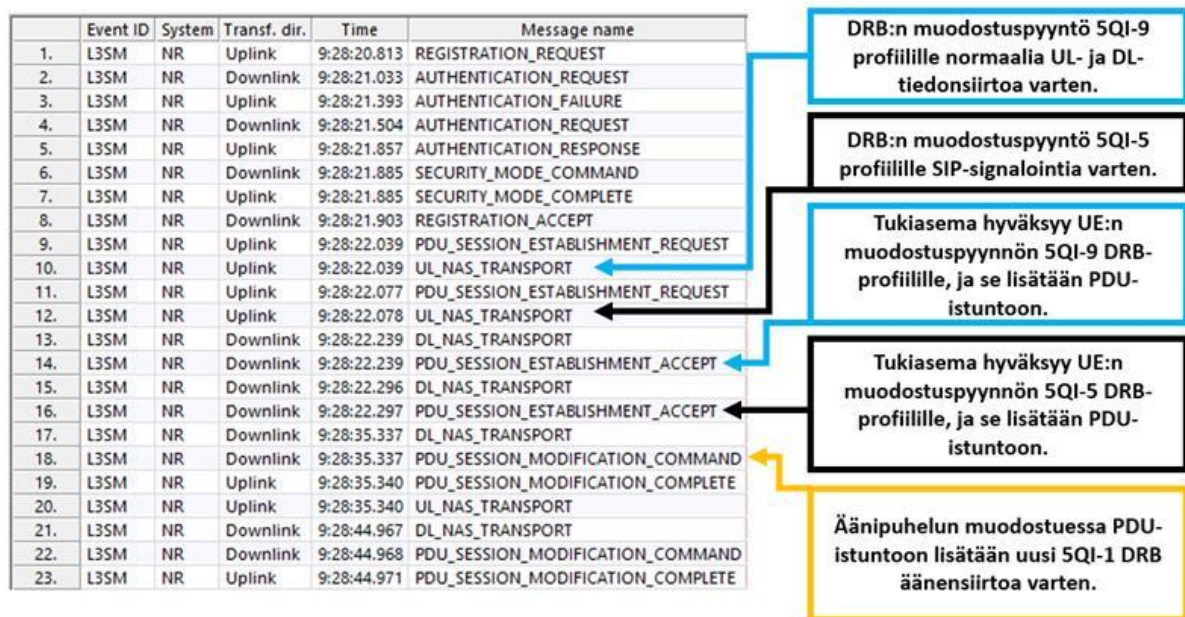 Event ID System Transf. dir. Time Message name
1. L3SM NR Uplink 9:28:20.813 REGISTRATION_REQUEST
2. L3SM NR Downlink 9:28:21.033 AUTHENTICATION_REQUEST
3. L3SM NR Uplink 9:28:21.393 AUTHENTICATION_FAILURE
4. L3SM NR Downlink 9:28:21.504 AUTHENTICATION_REQUEST
5. L3SM NR Uplink 9:28:21.857 AUTHENTICATION_RESPONSE
6. L3SM NR Downlink 9:28:21.885 SECURITY_MODE_COMMAND
7. L3SM NR Uplink 9:28:21.885 SECURITY_MODE_COMPLETE
8. L3SM NR Downlink 9:28:21.903 REGISTRATION_ACCEPT
9. L3SM NR Uplink 9:28:22.039 PDU_SESSION_ESTABLISHMENT_REQUEST
10. L3SM NR Uplink 9:28:22.039 UL_NAS_TRANSPORT
11. L3SM NR Uplink 9:28:22.077 PDU_SESSION_ESTABLISHMENT_REQUEST
12. L3SM NR Uplink 9:28:22.078 UL_NAS_TRANSPORT
13. L3SM NR Downlink 9:28:22.239 DL_NAS_TRANSPORT
14. L3SM NR Downlink 9:28:22.239 PDU_SESSION_ESTABLISHMENT_ACCEPT
15. L3SM NR Downlink 9:28:22.296 DL_NAS_TRANSPORT
16. L3SM NR Downlink 9:28:22.297 PDU_SESSION_ESTABLISHMENT_ACCEPT
17. L3SM NR Downlink 9:28:35.337 DL_NAS_TRANSPORT
18. L3SM NR Downlink 9:28:35.337 PDU_SESSION_MODIFICATION_COMMAND
19. L3SM NR Uplink 9:28:35.340 PDU_SESSION_MODIFICATION_COMPLETE
20. L3SM NR Uplink 9:28:35.340 UL_NAS_TRANSPORT
21. L3SM NR Downlink 9:28:44.967 DL_NAS_TRANSPORT
22. L3SM NR Downlink 9:28:44.968 PDU_SESSION_MODIFICATION_COMMAND
23. L3SM NR Uplink 9:28:44.971 PDU_SESSION_MODIFICATION_COMPLETE
DRB:n muodostuspyyntö 5QI-9
profiilille normaalia UL- ja DL-
tiedonsiirtoa varten.
DRB:n muodostuspyyntö 5QI-5
profiilille SIP-signalointia varten.
Tukiasema hyväksyy UE:n
muodostuspyynnön 5QI-9 DRB-
profiilille, ja se lisätään PDU-
istuntoon.
Tukiasema hyväksyy UE:n
muodostuspyynnön 5QI-5 DRB-
profiilille, ja se lisätään PDU-
istuntoon.
Äänipuhelun muodostuessa PDU-
istuntoon lisätään uusi 5QI-1 DRB
äänensiirtoa varten.